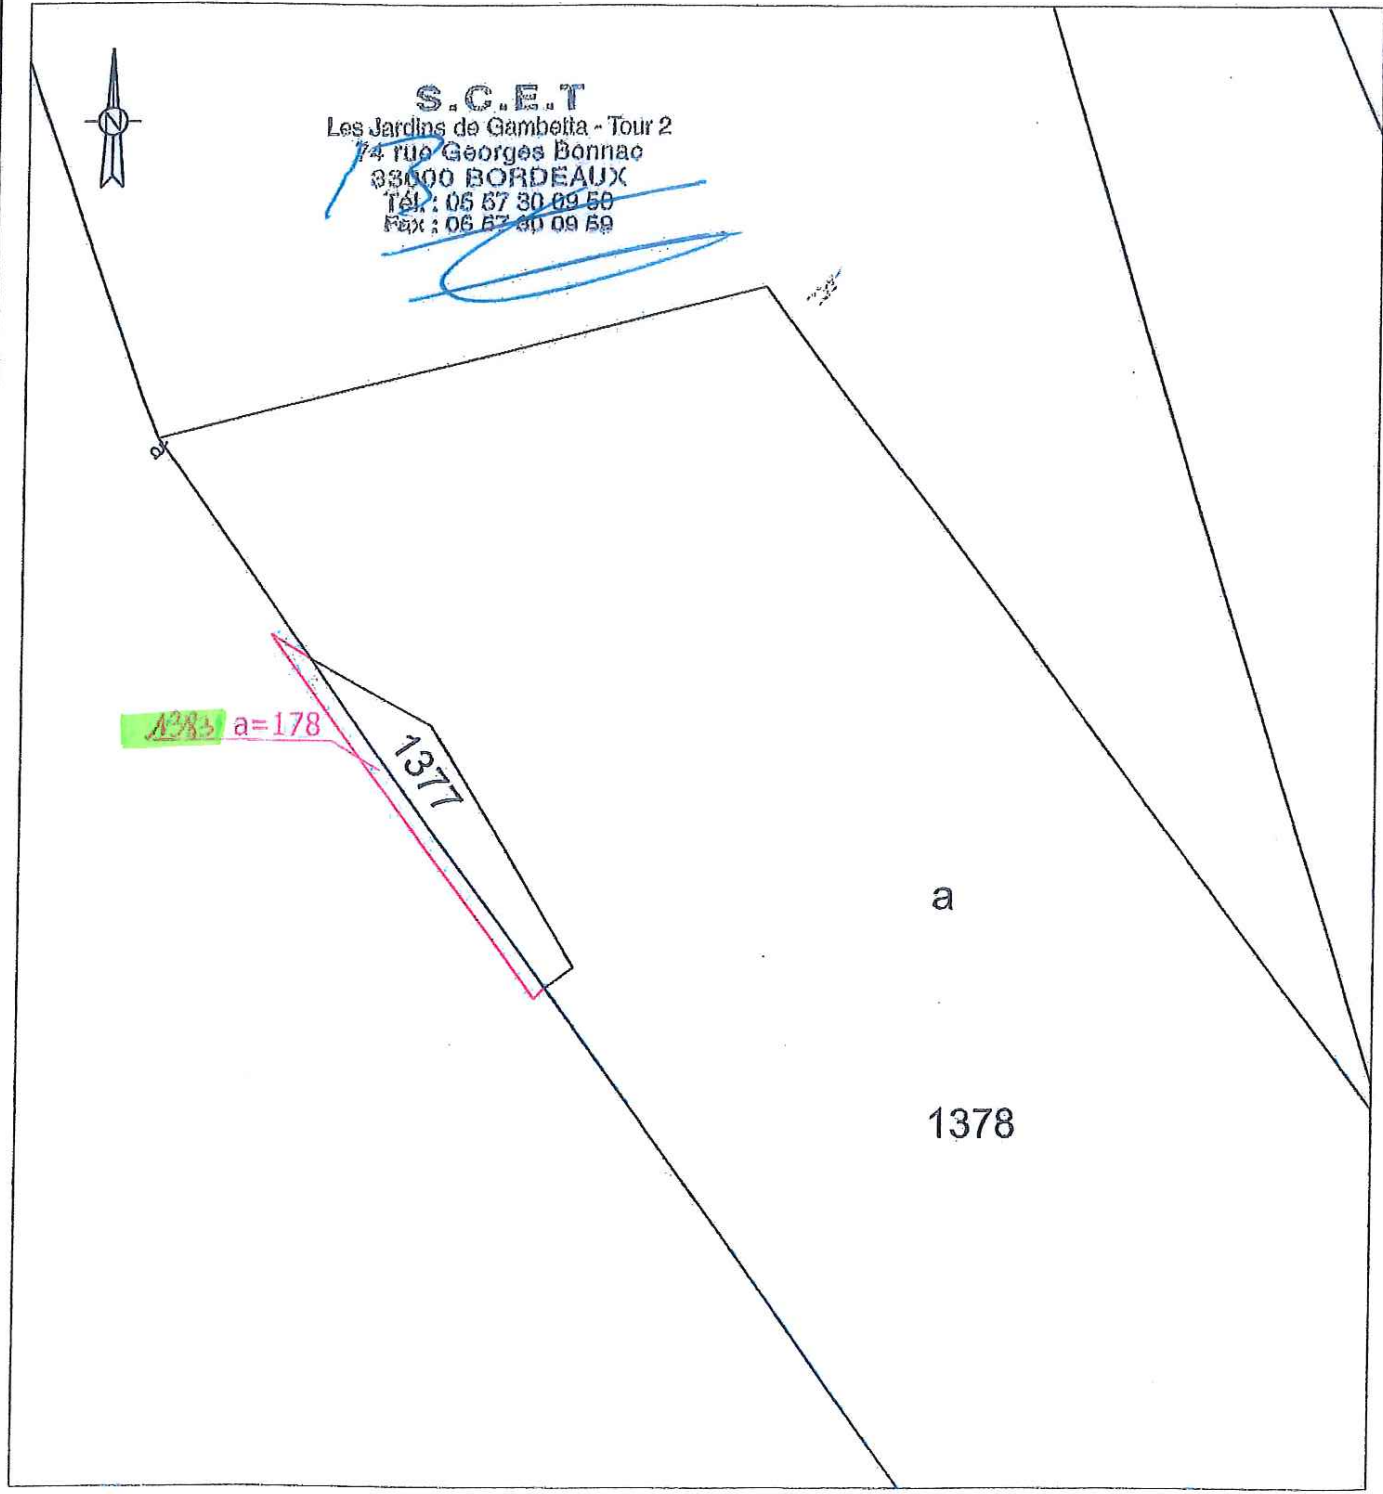 N
S.C.E.T
Les Jardins de Gambetta - Tour 2
74 rue Georges Bonnac
33000 BORDEAUX
Tél. : 05 57 30 09 50
Fax : 05 57 30 09 59
1383 a=178
1377
a
1378